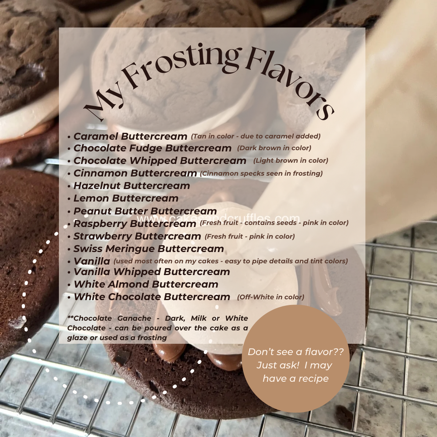 My Frosting Flavors
• Caramel Buttercream (Tan in color - due to caramel added)
• Chocolate Fudge Buttercream (Dark brown in color)
• Chocolate Whipped Buttercream (Light brown in color)
• Cinnamon Buttercream (Cinnamon specks seen in frosting)
• Hazelnut Buttercream
• Lemon Buttercream
• Peanut Butter Buttercream
• Raspberry Buttercream (Fresh fruit - contains seeds - pink in color)
• Strawberry Buttercream (Fresh fruit - pink in color)
• Swiss Meringue Buttercream
• Vanilla (used most often on my cakes - easy to pipe details and tint colors)
• Vanilla Whipped Buttercream
• White Almond Buttercream
• White Chocolate Buttercream (Off-White in color)
**Chocolate Ganache - Dark, Milk or White
Chocolate - can be poured over the cake as a
glaze or used as a frosting
Don't see a flavor??
Just ask! I may
have a recipe